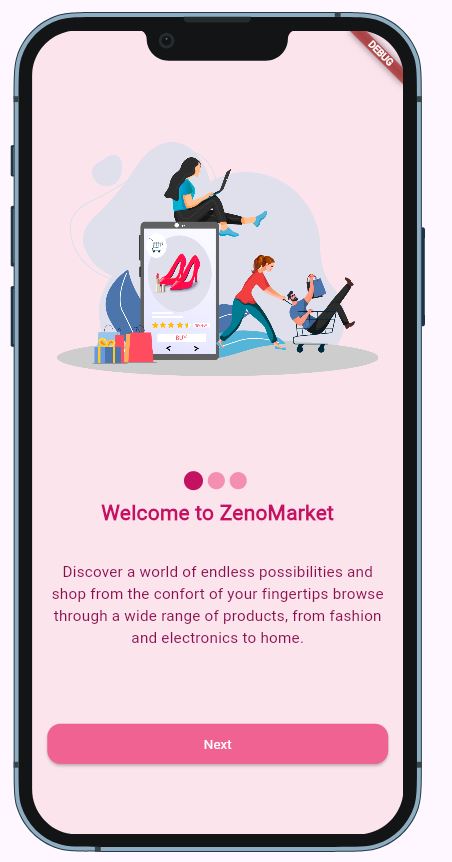 DEBUG
BUY
Welcome to ZenoMarket
Discover a world of endless possibilities and
shop from the confort of your fingertips browse
through a wide range of products, from fashion
and electronics to home.
Next